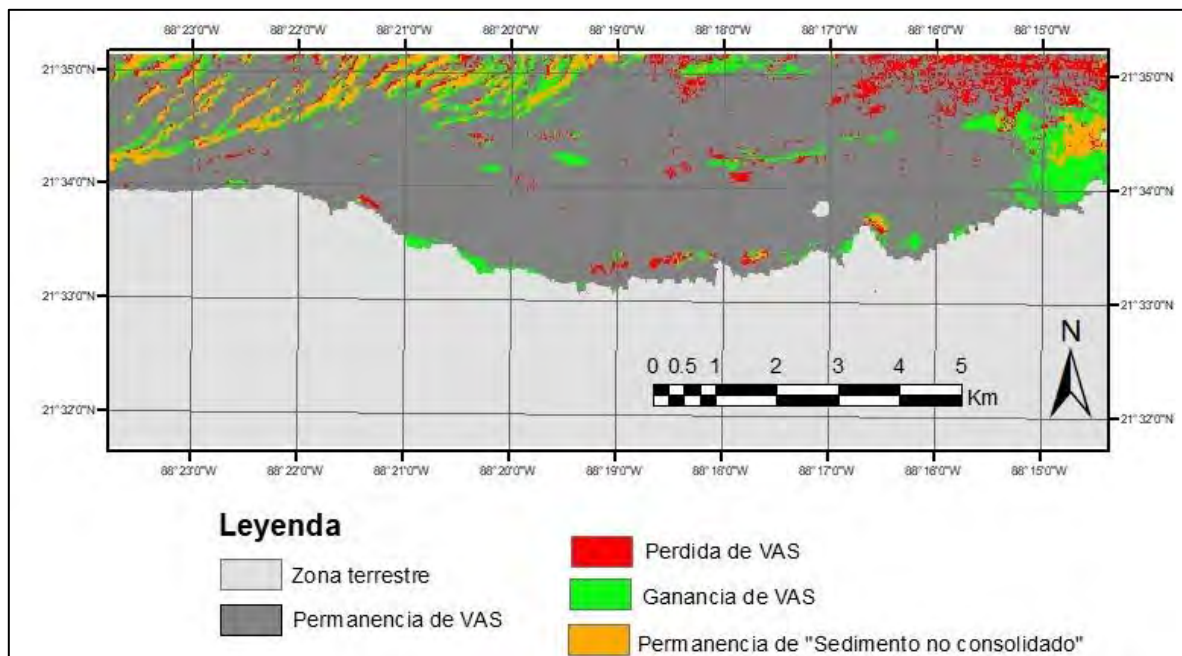 88°23'0"W 88°22'0"W 88°21'0"W 88°20'0"W 88°19'0"W 88°18'0"W 88°17'0"W 88°16'0"W 88°15'0"W
21°35'0"N 21°35'0"N
21°34'0"N 21°34'0"N
21°33'0"N 21°33'0"N
N
0 0.5 1 2 3 4 5
Km
21°32'0"N 21°32'0"N
88°23'0"W 88°22'0"W 88°21'0"W 88°20'0"W 88°19'0"W 88°18'0"W 88°17'0"W 88°16'0"W 88°15'0"W
Leyenda
Zona terrestre
Permanencia de VAS
Perdida de VAS
Ganancia de VAS
Permanencia de "Sedimento no consolidado"